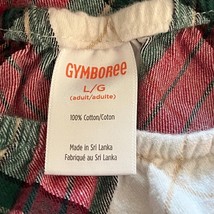 GYMBOREE
L/G
(adult/adulte)
100% Cotton/Coton
Made in Sri Lanka
Fabriqué au Sri Lanka